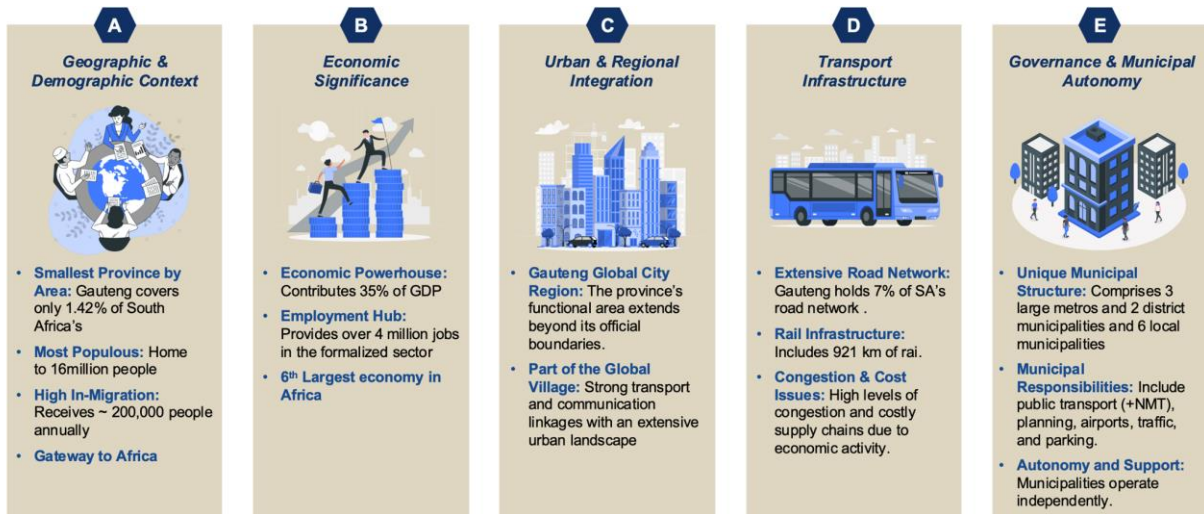 A
Geographic &
Demographic Context
• Smallest Province by
Area: Gauteng covers
only 1.42% of South
Africa's
• Most Populous: Home
to 16million people
• High In-Migration:
Receives ~ 200,000 people
annually
• Gateway to Africa
B
Economic
Significance
• Economic Powerhouse:
Contributes 35% of GDP
• Employment Hub:
Provides over 4 million jobs
in the formalized sector
• 6th Largest economy in
Africa
C
Urban & Regional
Integration
• Gauteng Global City
Region: The province's
functional area extends
beyond its official
boundaries.
• Part of the Global
Village: Strong transport
and communication
linkages with an extensive
urban landscape
D
Transport
Infrastructure
• Extensive Road Network:
Gauteng holds 7% of SA's
road network .
• Rail Infrastructure:
Includes 921 km of rai.
• Congestion & Cost
Issues: High levels of
congestion and costly
supply chains due to
economic activity.
E
Governance & Municipal
Autonomy
• Unique Municipal
Structure: Comprises 3
large metros and 2 district
municipalities and 6 local
municipalities
• Municipal
Responsibilities: Include
public transport (+NMT),
planning, airports, traffic,
and parking.
• Autonomy and Support:
Municipalities operate
independently.